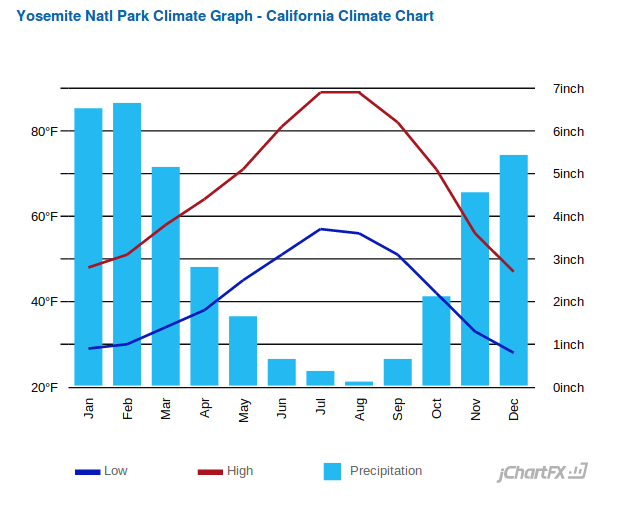 Yosemite Natl Park Climate Graph - California Climate Chart
7inch
80°F 6inch
5inch
60°F 4inch
3inch
40°F 2inch
1inch
20°F 0inch
Jan Feb Mar Apr May Jun Jul Aug Sep Oct Nov Dec
Low High Precipitation jChartFX